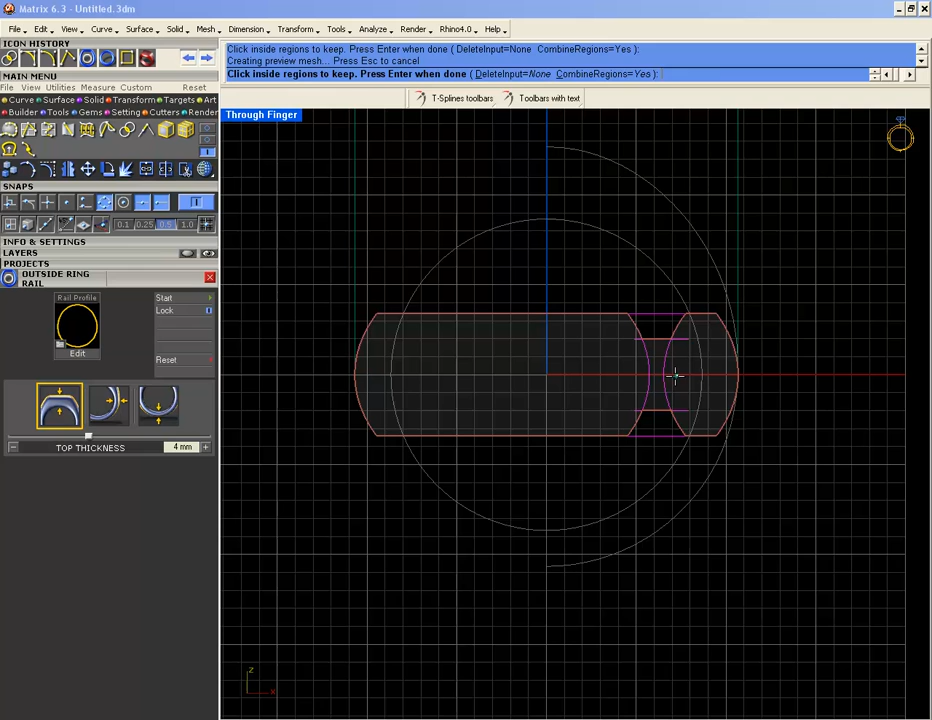 Matrix 6.3 - Untitled.3dm
File Edit View Curve Surface Solid Mesh Dimension Transform Tools Analyze Render Rhino4.0 Help
ICON HISTORY
Click inside regions to keep. Press Enter when done ( DeleteInput=None CombineRegions=Yes ):
Creating preview mesh... Press Esc to cancel
Click inside regions to keep. Press Enter when done ( DeleteInput=None CombineRegions=Yes ):
MAIN MENU
File View Utilities Measure Custom Reset
Curve Surface Solid Transform Targets Art
Builder Tools Gems Setting Cutters Render
T-Splines toolbars Toolbars with text
Through Finger
SNAPS
0.1 0.25 0.5 1.0
INFO & SETTINGS
LAYERS
PROJECTS
OUTSIDE RING
RAIL
Rail Profile
Edit
Start
Lock
Reset
TOP THICKNESS 4 mm
z
x